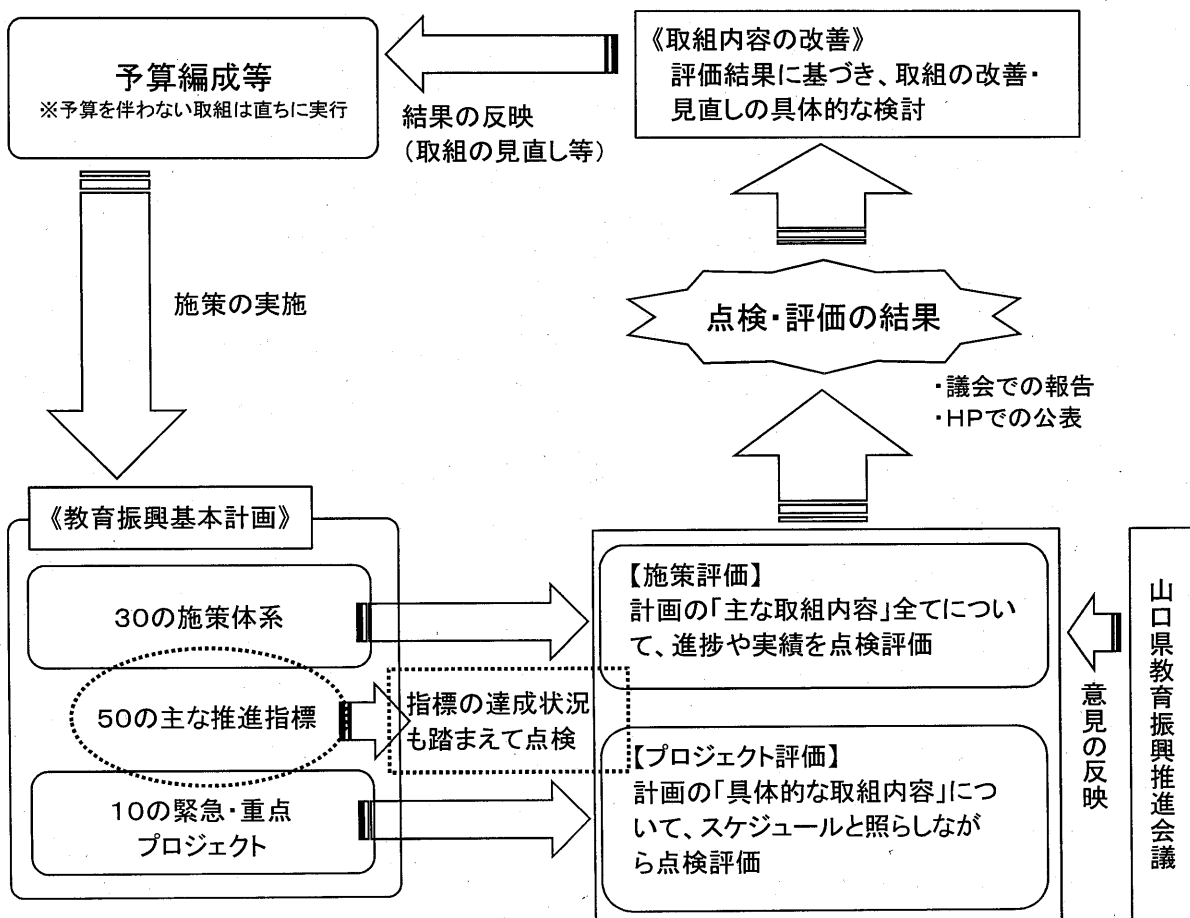 予算編成等
※予算を伴わない取組は直ちに実行
結果の反映
（取組の見直し等）
《取組内容の改善》
評価結果に基づき、取組の改善・
見直しの具体的な検討
施策の実施
点検・評価の結果
・議会での報告
・HPでの公表
《教育振興基本計画》
30の施策体系
50の主な推進指標
10の緊急・重点
プロジェクト
指標の達成状況
も踏まえて点検
【施策評価】
計画の「主な取組内容」全てについ
て、進捗や実績を点検評価
【プロジェクト評価】
計画の「具体的な取組内容」につ
いて、スケジュールと照らしなが
ら点検評価
意見の反映
山口県教育振興推進会議